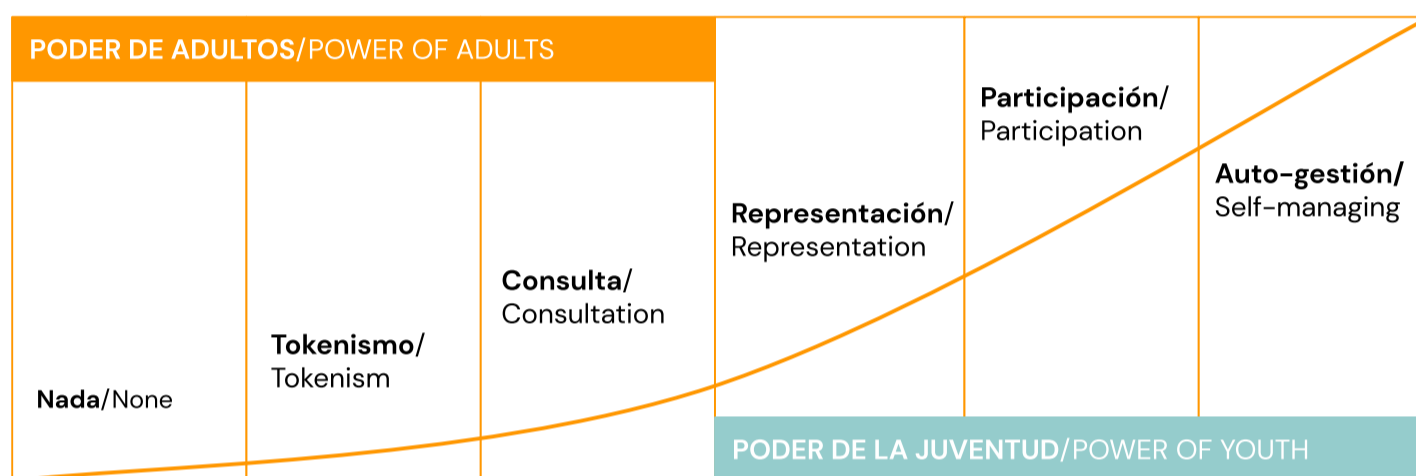 PODER DE ADULTOS/POWER OF ADULTS
Nada/None
Tokenismo/
Tokenism
Consulta/
Consultation
Representación/
Representation
Participación/
Participation
Auto-gestión/
Self-managing
PODER DE LA JUVENTUD/POWER OF YOUTH